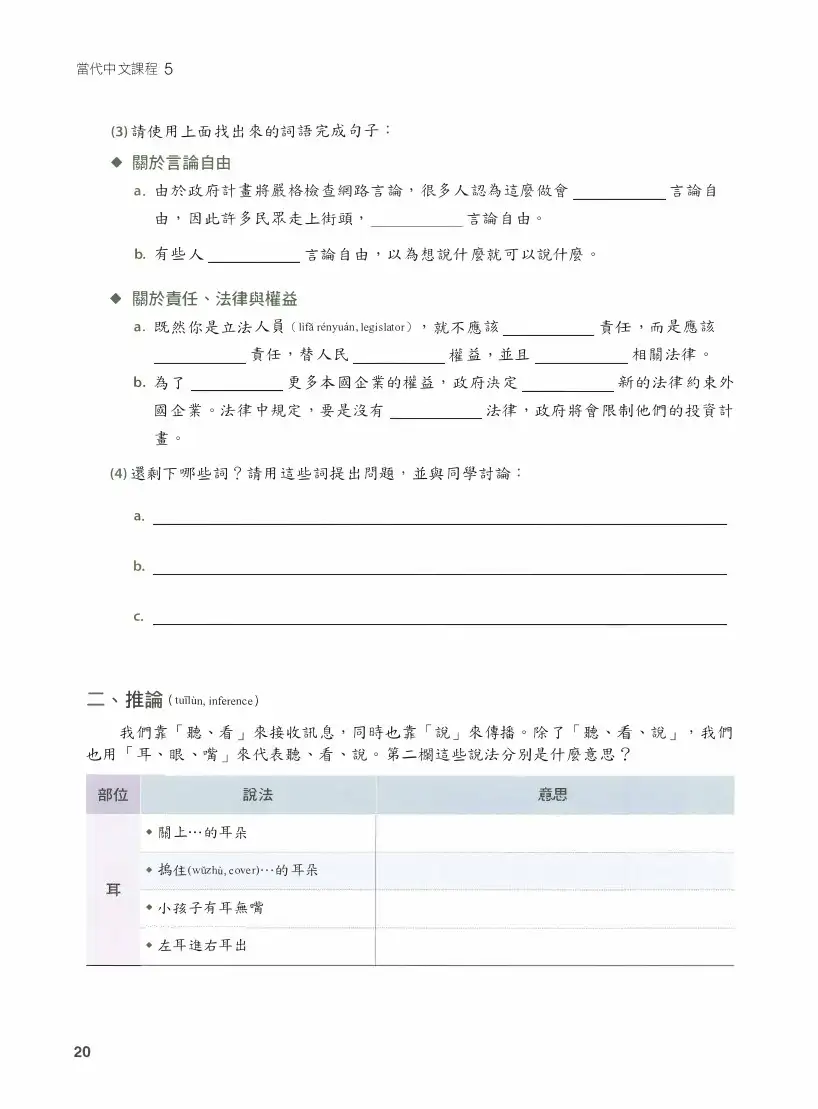 當代中文課程 5
(3) 請使用上面找出來的詞語完成句子：
◆ 關於言論自由
a. 由於政府計畫將嚴格檢查網路言論，很多人認為這麼做會 ___________ 言論自
由，因此許多民眾走上街頭，___________ 言論自由。
b. 有些人 ___________ 言論自由，以為想說什麼就可以說什麼。
◆ 關於責任、法律與權益
a. 既然你是立法人員（lìfǎ rényuán, legislator），就不應該 ___________ 責任，而是應該
___________ 責任，替人民 ___________ 權益，並且 ___________ 相關法律。
b. 為了 ___________ 更多本國企業的權益，政府決定 ___________ 新的法律約束外
國企業。法律中規定，要是沒有 ___________ 法律，政府將會限制他們的投資計
畫。
(4) 還剩下哪些詞？請用這些詞提出問題，並與同學討論：
a.
b.
c.
二、推論（tuīlùn, inference）
我們靠「聽、看」來接收訊息，同時也靠「說」來傳播。除了「聽、看、說」，我們
也用「耳、眼、嘴」來代表聽、看、說。第二欄這些說法分別是什麼意思？
部位 說法 意思
耳
◆ 關上…的耳朵
◆ 摀住(wǔzhù, cover)…的耳朵
◆ 小孩子有耳無嘴
◆ 左耳進右耳出
20